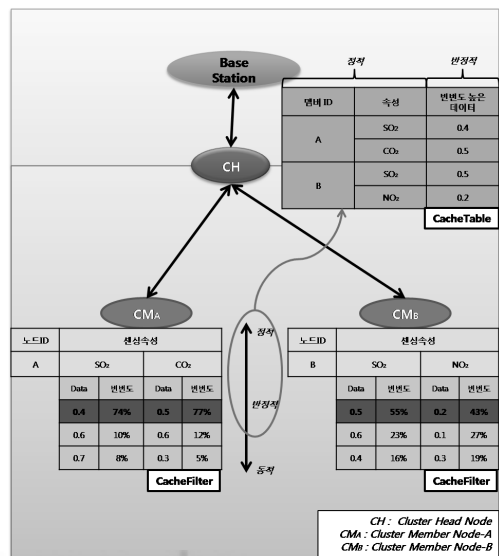 Base
Station
정적 반정적
멤버 ID 속성 빈번도 높은
데이터
A SO₂ 0.4
CO₂ 0.5
B SO₂ 0.5
NO₂ 0.2
CacheTable
CH
CMA
CMB
정적
반정적
동적
노드ID 센싱속성
A SO₂ CO₂
Data 빈번도 Data 빈번도
0.4 74% 0.5 77%
0.6 10% 0.6 12%
0.7 8% 0.3 5%
CacheFilter
노드ID 센싱속성
B SO₂ NO₂
Data 빈번도 Data 빈번도
0.5 55% 0.2 43%
0.6 23% 0.1 27%
0.4 16% 0.3 19%
CacheFilter
CH : Cluster Head Node
CMA : Cluster Member Node-A
CMB : Cluster Member Node-B